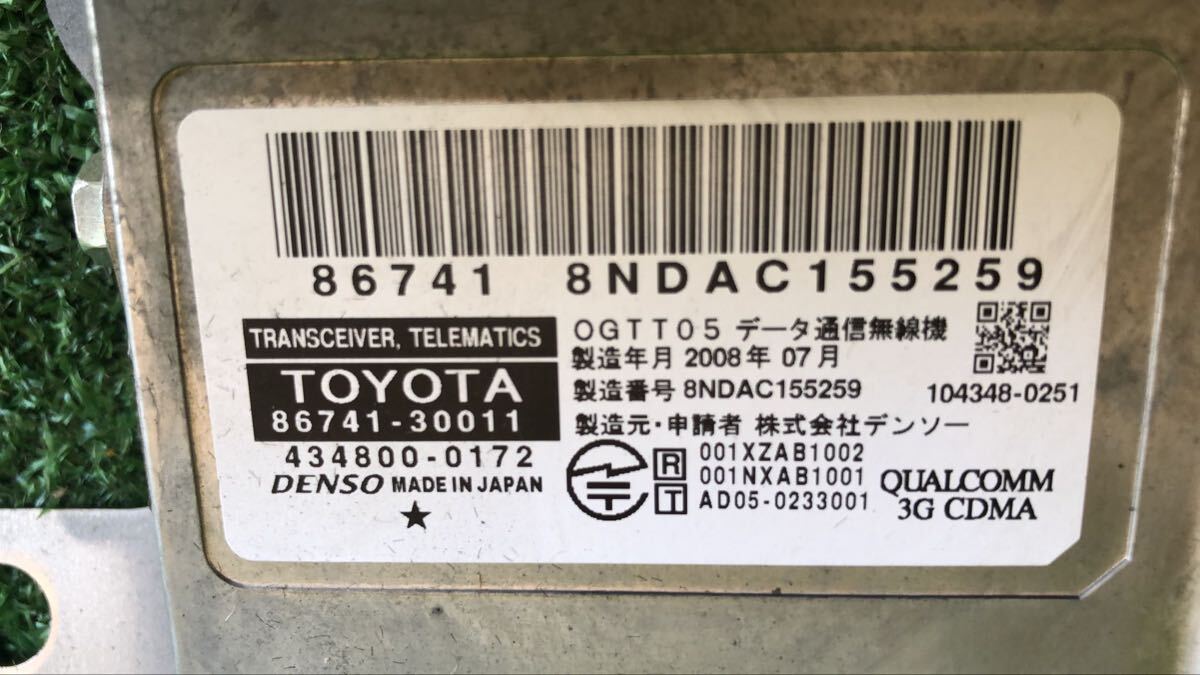 86741 8NDAC155259
TRANSCEIVER, TELEMATICS
TOYOTA
86741-30011
434800-0172
DENSO MADE IN JAPAN
★
OGTT05 データ通信無線機
製造年月 2008年 07月
製造番号 8NDAC155259
104348-0251
製造元・申請者 株式会社デンソー
R 001XZAB1002
001NXAB1001
T AD05-0233001
QUALCOMM
3G CDMA